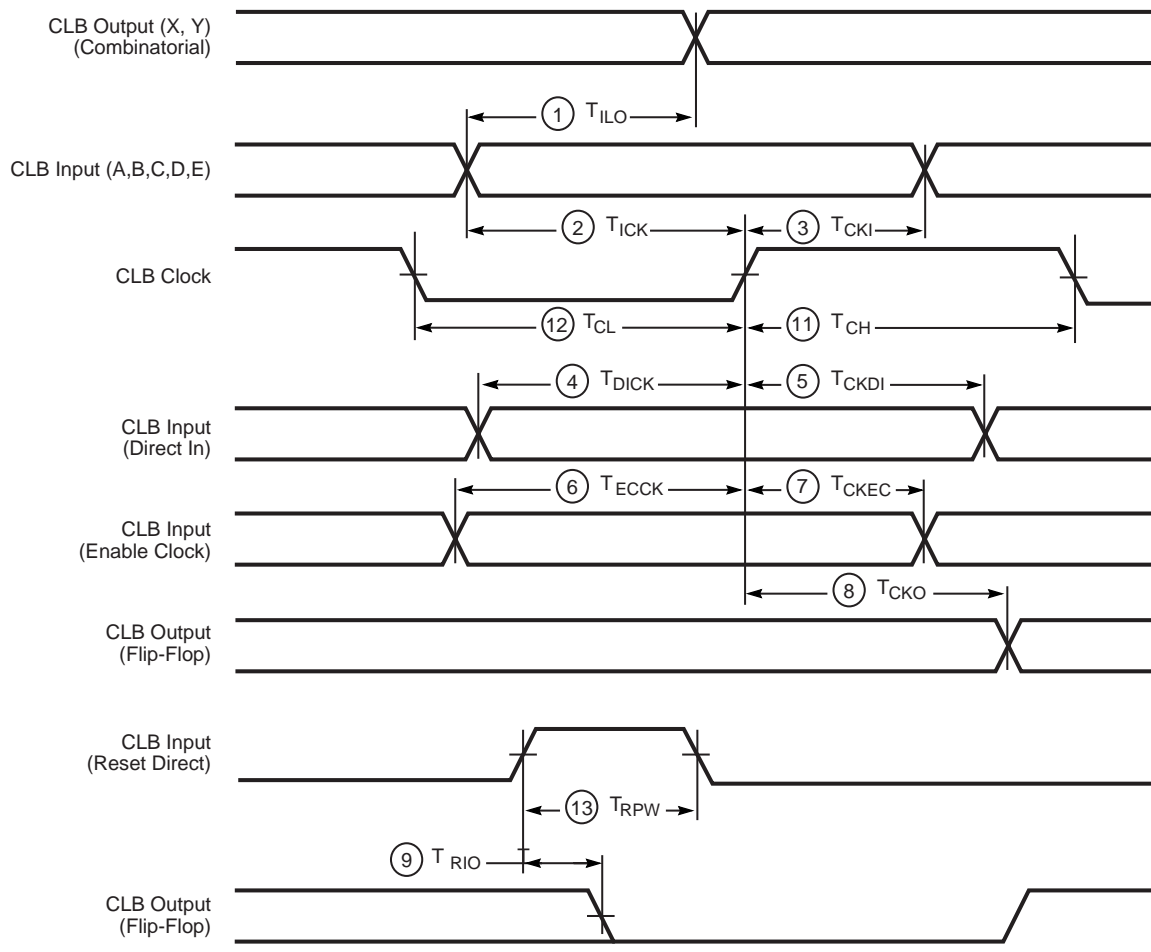 CLB Output (X, Y)
(Combinatorial)
1 TILO
CLB Input (A,B,C,D,E)
2 TICK
3 TCKI
CLB Clock
12 TCL
11 TCH
4 TDICK
5 TCKDI
CLB Input
(Direct In)
6 TECCK
7 TCKEC
CLB Input
(Enable Clock)
8 TCKO
CLB Output
(Flip-Flop)
CLB Input
(Reset Direct)
13 TRPW
9 T RIO
T
CLB Output
(Flip-Flop)